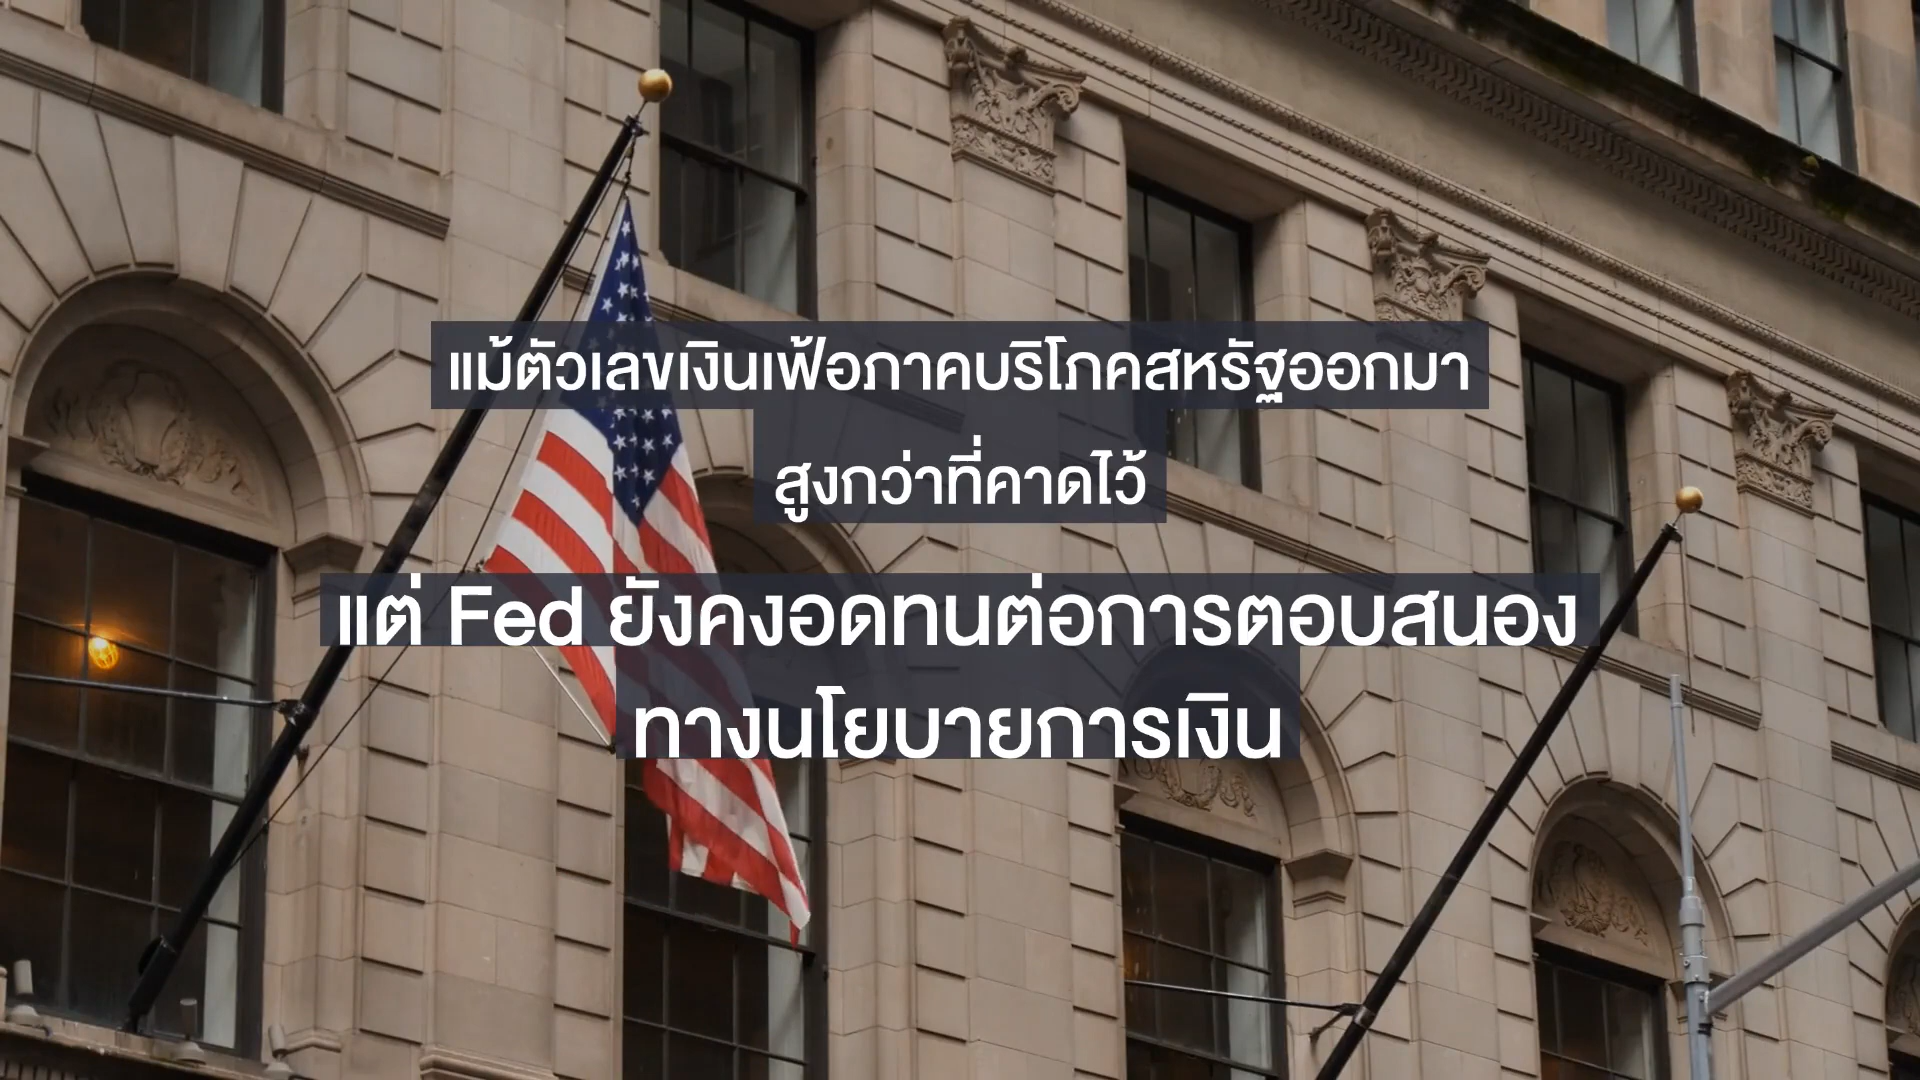 แม้ตัวเลขเงินเฟ้อภาคบริโภคสหรัฐออกมา
สูงกว่าที่คาดไว้
แต่ Fed ยังคงอดทนต่อการตอบสนอง
ทางนโยบายการเงิน